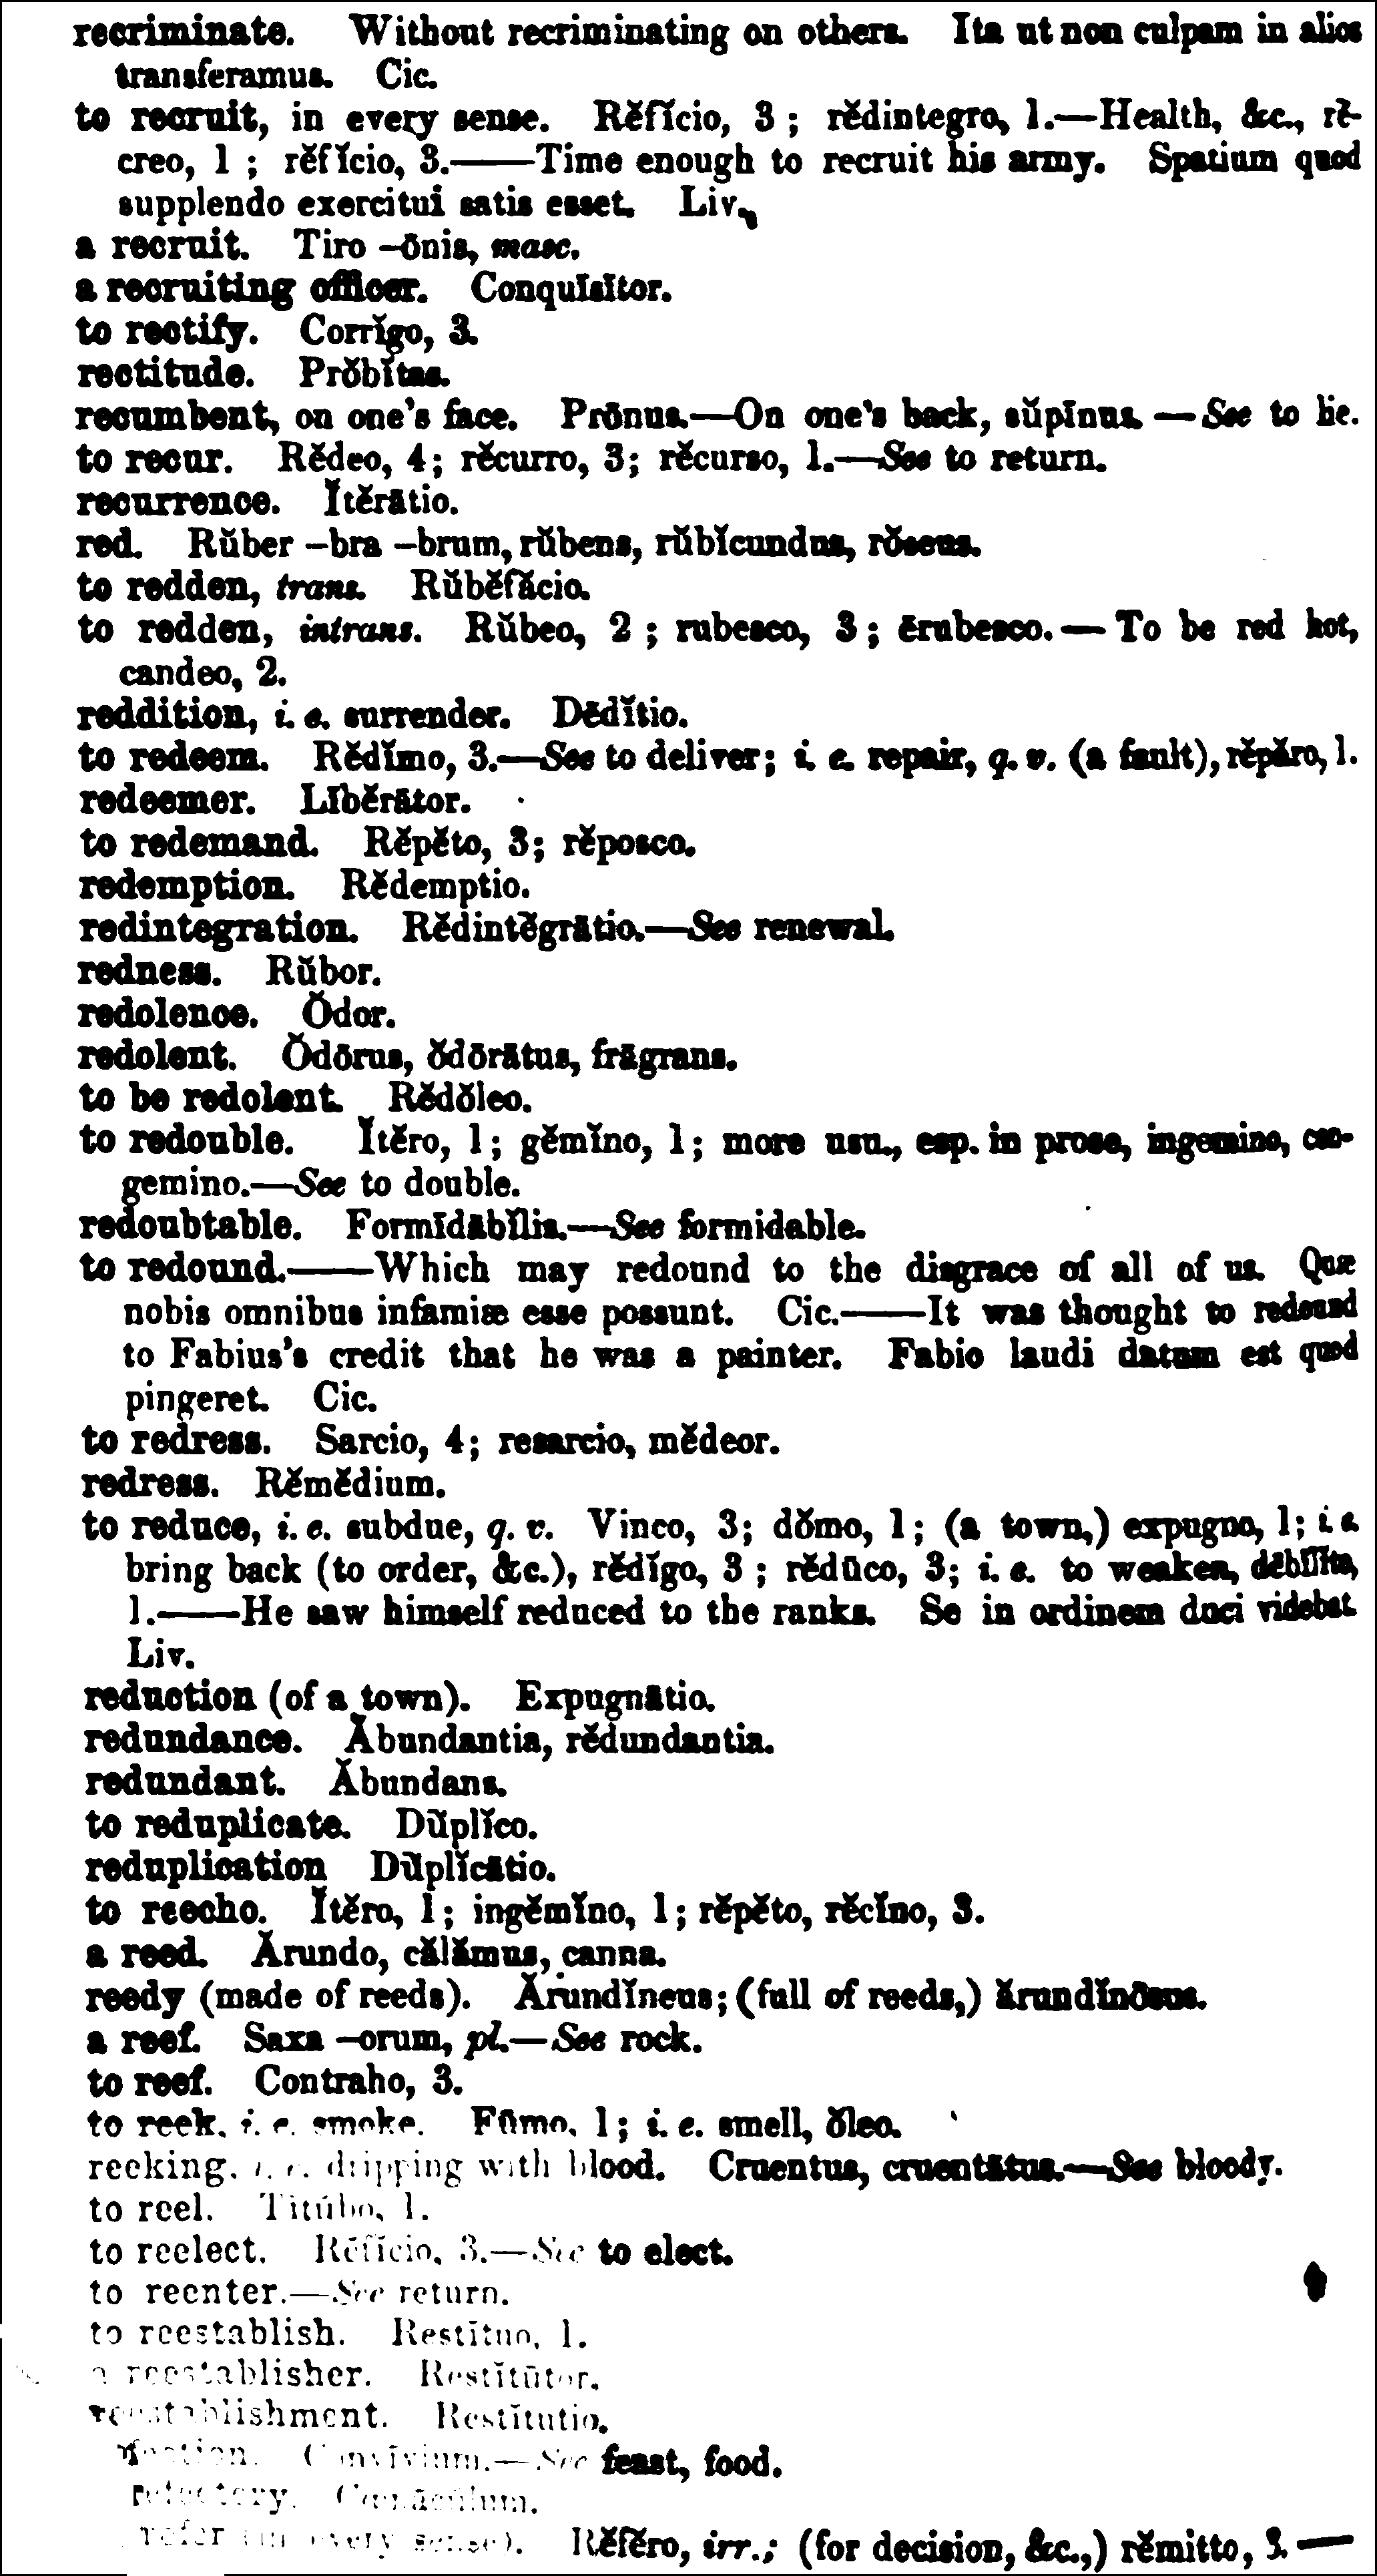 recriminate. Without recriminating on others. Ita ut non culpam in alios
transferamus. Cic.
to recruit, in every sense. Rĕfĭcio, 3; rĕdintegro, 1.—Health, &c., rĕ-
creo, 1; rĕfĭcio, 3.——Time enough to recruit his army. Spatium quod
supplendo exercitui satis esset. Liv.
a recruit. Tiro –ōnis, masc.
a recruiting officer. Conquīsītor.
to rectify. Corrĭgo, 3.
rectitude. Prŏbĭtas.
recumbent, on one's face. Prōnus.—On one's back, sŭpīnus. — See to lie.
to recur. Rĕdeo, 4; rĕcurro, 3; rĕcurso, 1.—See to return.
recurrence. Ĭtĕrātio.
red. Rŭber –bra –brum, rŭbens, rŭbĭcundus, rŏseus.
to redden, trans. Rŭbĕfăcio.
to redden, intrans. Rŭbeo, 2; rubesco, 3; ērubesco. — To be red hot,
candeo, 2.
reddition, i. e. surrender. Dēdĭtio.
to redeem. Rĕdĭmo, 3.—See to deliver; i. e. repair, q. v. (a fault), rĕpăro, 1.
redeemer. Lībĕrātor.
to redemand. Rĕpĕto, 3; rĕposco.
redemption. Rĕdemptio.
redintegration. Rĕdintĕgrātio.—See renewal.
redness. Rŭbor.
redolence. Ŏdor.
redolent. Ŏdōrus, ŏdōrātus, frāgrans.
to be redolent. Rĕdŏleo.
to redouble. Ĭtĕro, 1; gĕmĭno, 1; more usu., esp. in prose, ingemino, con-
gemino.—See to double.
redoubtable. Formīdābĭlis.—See formidable.
to redound.——Which may redound to the disgrace of all of us. Quæ
nobis omnibus infamiæ esse possunt. Cic.——It was thought to redound
to Fabius's credit that he was a painter. Fabio laudi datum est quod
pingeret. Cic.
to redress. Sarcio, 4; resarcio, mĕdeor.
redress. Rĕmĕdium.
to reduce, i. e. subdue, q. v. Vinco, 3; dŏmo, 1; (a town,) expugno, 1; i. e.
bring back (to order, &c.), rĕdĭgo, 3; rĕdūco, 3; i. e. to weaken, dēbĭlĭto,
1.——He saw himself reduced to the ranks. Se in ordinem duci videbat.
Liv.
reduction (of a town). Expugnātio.
redundance. Ăbundantia, rĕdundantia.
redundant. Ăbundans.
to reduplicate. Dŭplĭco.
reduplication Dŭplĭcātio.
to reecho. Ĭtĕro, 1; ingĕmĭno, 1; rĕpĕto, rĕcĭno, 3.
a reed. Ărundo, călămus, canna.
reedy (made of reeds). Ărundĭneus; (full of reeds,) ărundĭnōsus.
a reef. Saxa –orum, pl.—See rock.
to reef. Contraho, 3.
to reek, i. e. smoke. Fūmo, 1; i. e. smell, ŏleo.
reeking, i. e. dripping with blood. Cruentus, cruentātus.—See bloody.
to reel. Titŭbo, 1.
to reelect. Rĕfĭcio, 3.—See to elect.
to reenter.—See return.
to reestablish. Restĭtuo, 1.
a reestablisher. Restĭtūtor.
reestablishment. Restĭtutio.
Convīvium.—See feast, food.
refectory. Cœnācŭlum.
refer (in every sense). Rĕfĕro, irr.; (for decision, &c.,) rĕmitto, 3. —